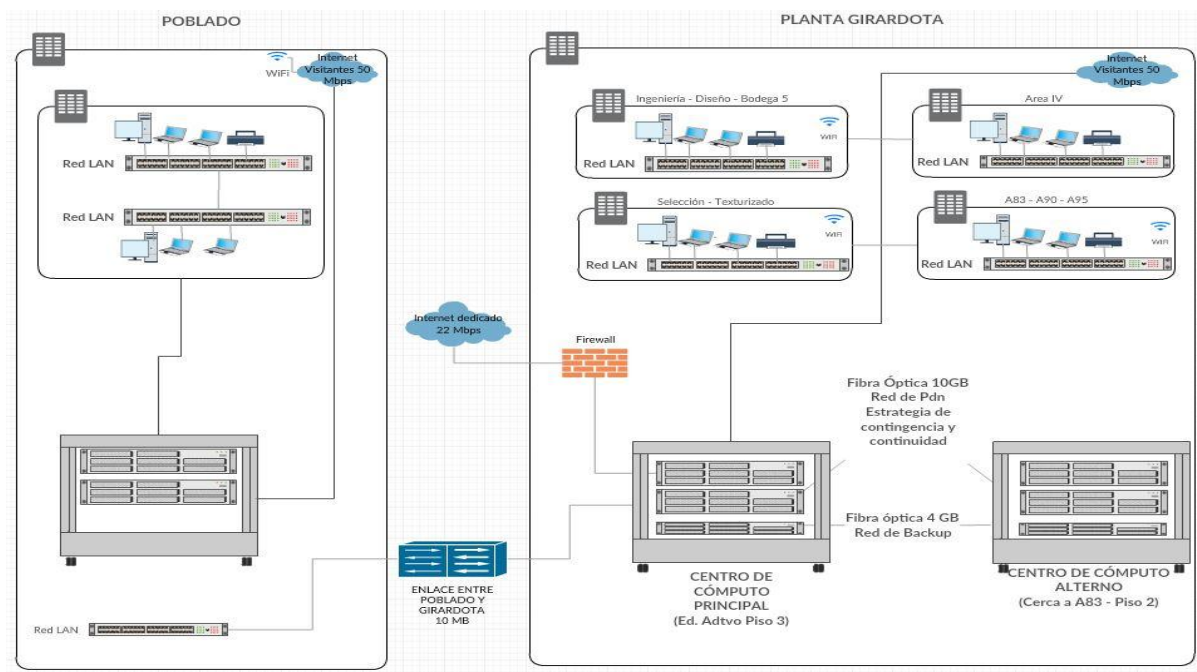 POBLADO
WiFi
Internet
Visitantes 50
Mbps
Red LAN
Red LAN
Red LAN
PLANTA GIRARDOTA
Internet
Visitantes 50
Mbps
Ingeniería - Diseño - Bodega 5
WIFI
Red LAN
Area IV
Red LAN
Selección - Texturizado
WIFI
Red LAN
A83 - A90 - A95
WIFI
Red LAN
Internet dedicado
22 Mbps
Firewall
Fibra Óptica 10GB
Red de Pdn
Estrategia de
contingencia y
continuidad
Fibra óptica 4 GB
Red de Backup
ENLACE ENTRE
POBLADO Y
GIRARDOTA
10 MB
CENTRO DE
CÓMPUTO
PRINCIPAL
(Ed. Adtvo Piso 3)
CENTRO DE CÓMPUTO
ALTERNO
(Cerca a A83 - Piso 2)